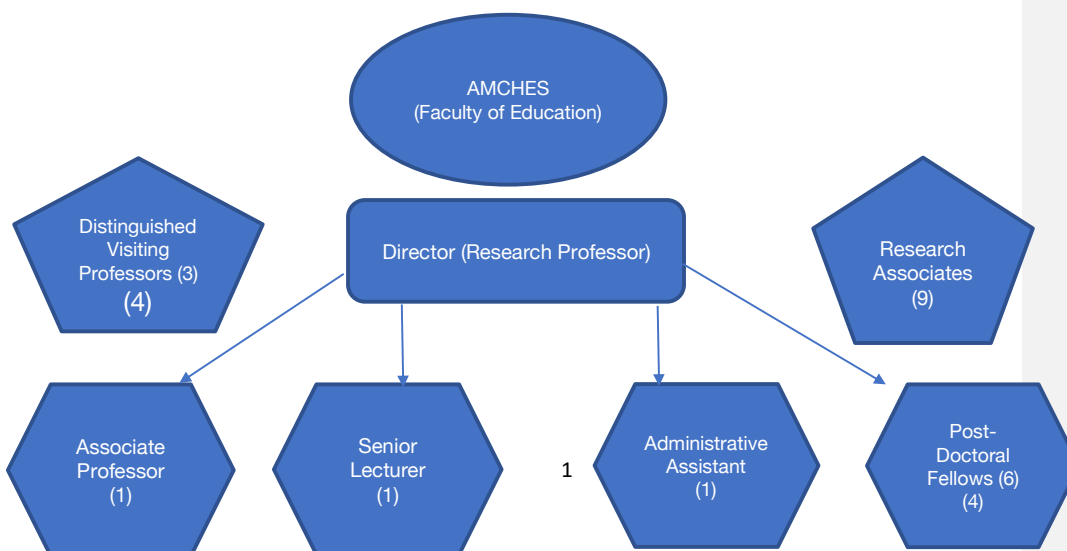 AMCHES
(Faculty of Education)
Distinguished
Visiting
Professors (3)
(4)
Director (Research Professor)
Research
Associates
(9)
Associate
Professor
(1)
Senior
Lecturer
(1)
1
Administrative
Assistant
(1)
Post-
Doctoral
Fellows (6)
(4)